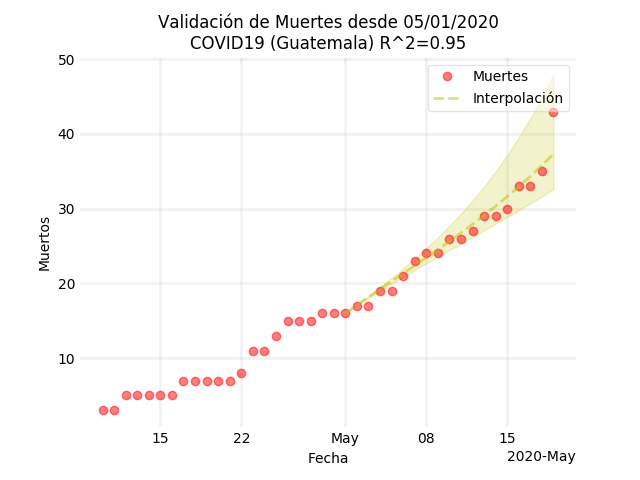 Validación de Muertes desde 05/01/2020
COVID19 (Guatemala) R^2=0.95
Muertes
Interpolación
50
40
30
20
10
Muertos
15
22
May
08
15
Fecha
2020-May